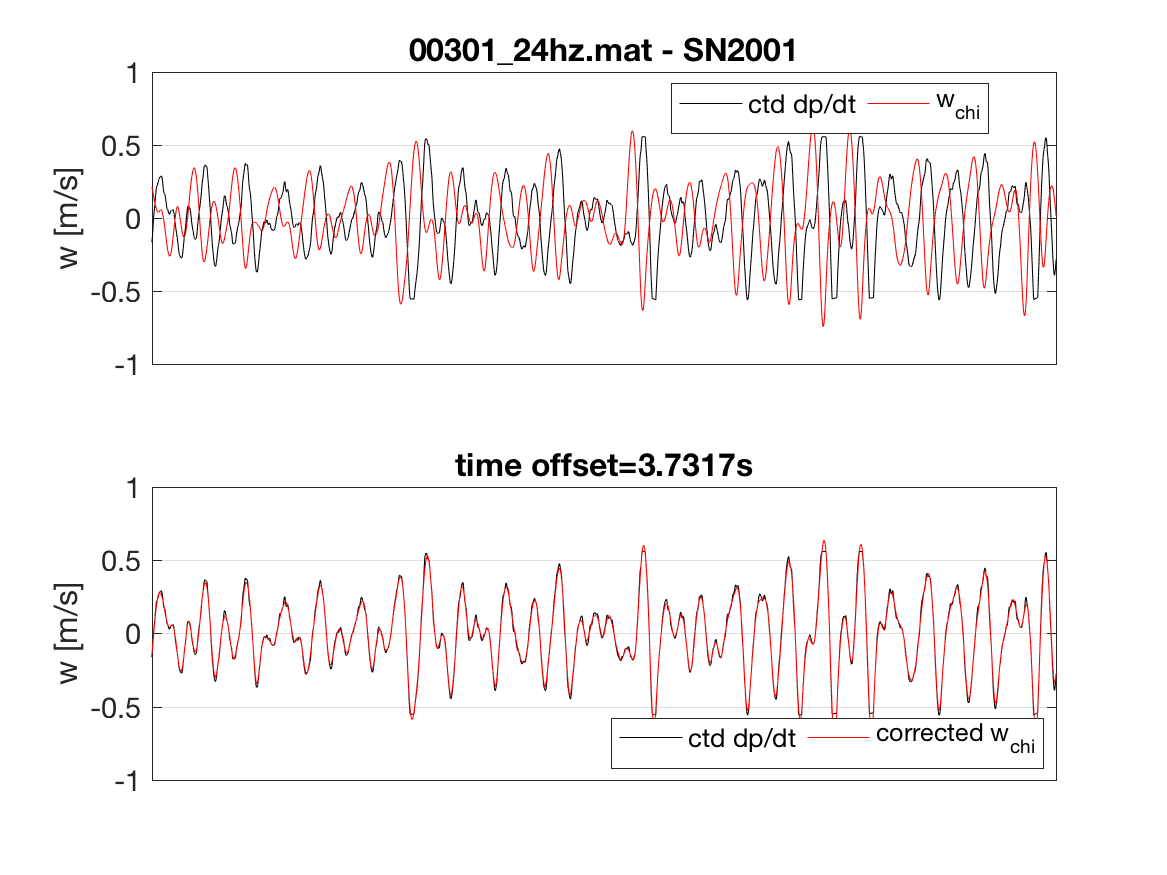 00301_24hz.mat - SN2001
ctd dp/dt w_chi
1
0.5
0
-0.5
-1
w [m/s]
time offset=3.7317s
1
0.5
0
-0.5
-1
w [m/s]
ctd dp/dt corrected w_chi